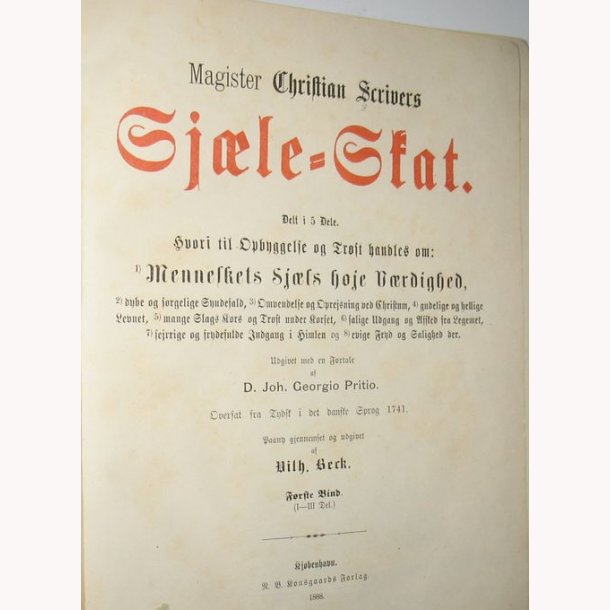 Magister Christian Scrivers
Sjæle-Skat.
Delt i 5 Dele.
Hvori til Opbyggelse og Trøst handles om:
1) Menneskets Sjæls høje Værdighed,
2) dybe og sørgelige Syndefald, 3) Omvendelse og Oprejsning ved Christum, 4) gudelige og hellige
Levnet, 5) mange Slags Kors og Trøst under Korset, 6) salige Udgang og Afsked fra Legemet,
7) sejrrige og frydefulde Indgang i Himlen og 8) evige Fryd og Salighed der.
Udgivet med en Fortale
af
D. Joh. Georgio Pritio.
Oversat fra Tydsk i det danske Sprog 1741.
Paany gjennemset og udgivet
af
Vilh. Beck.
Første Bind.
(I—III Del.)
Kjøbenhavn.
N. B. Kousgaards Forlag.
1888.